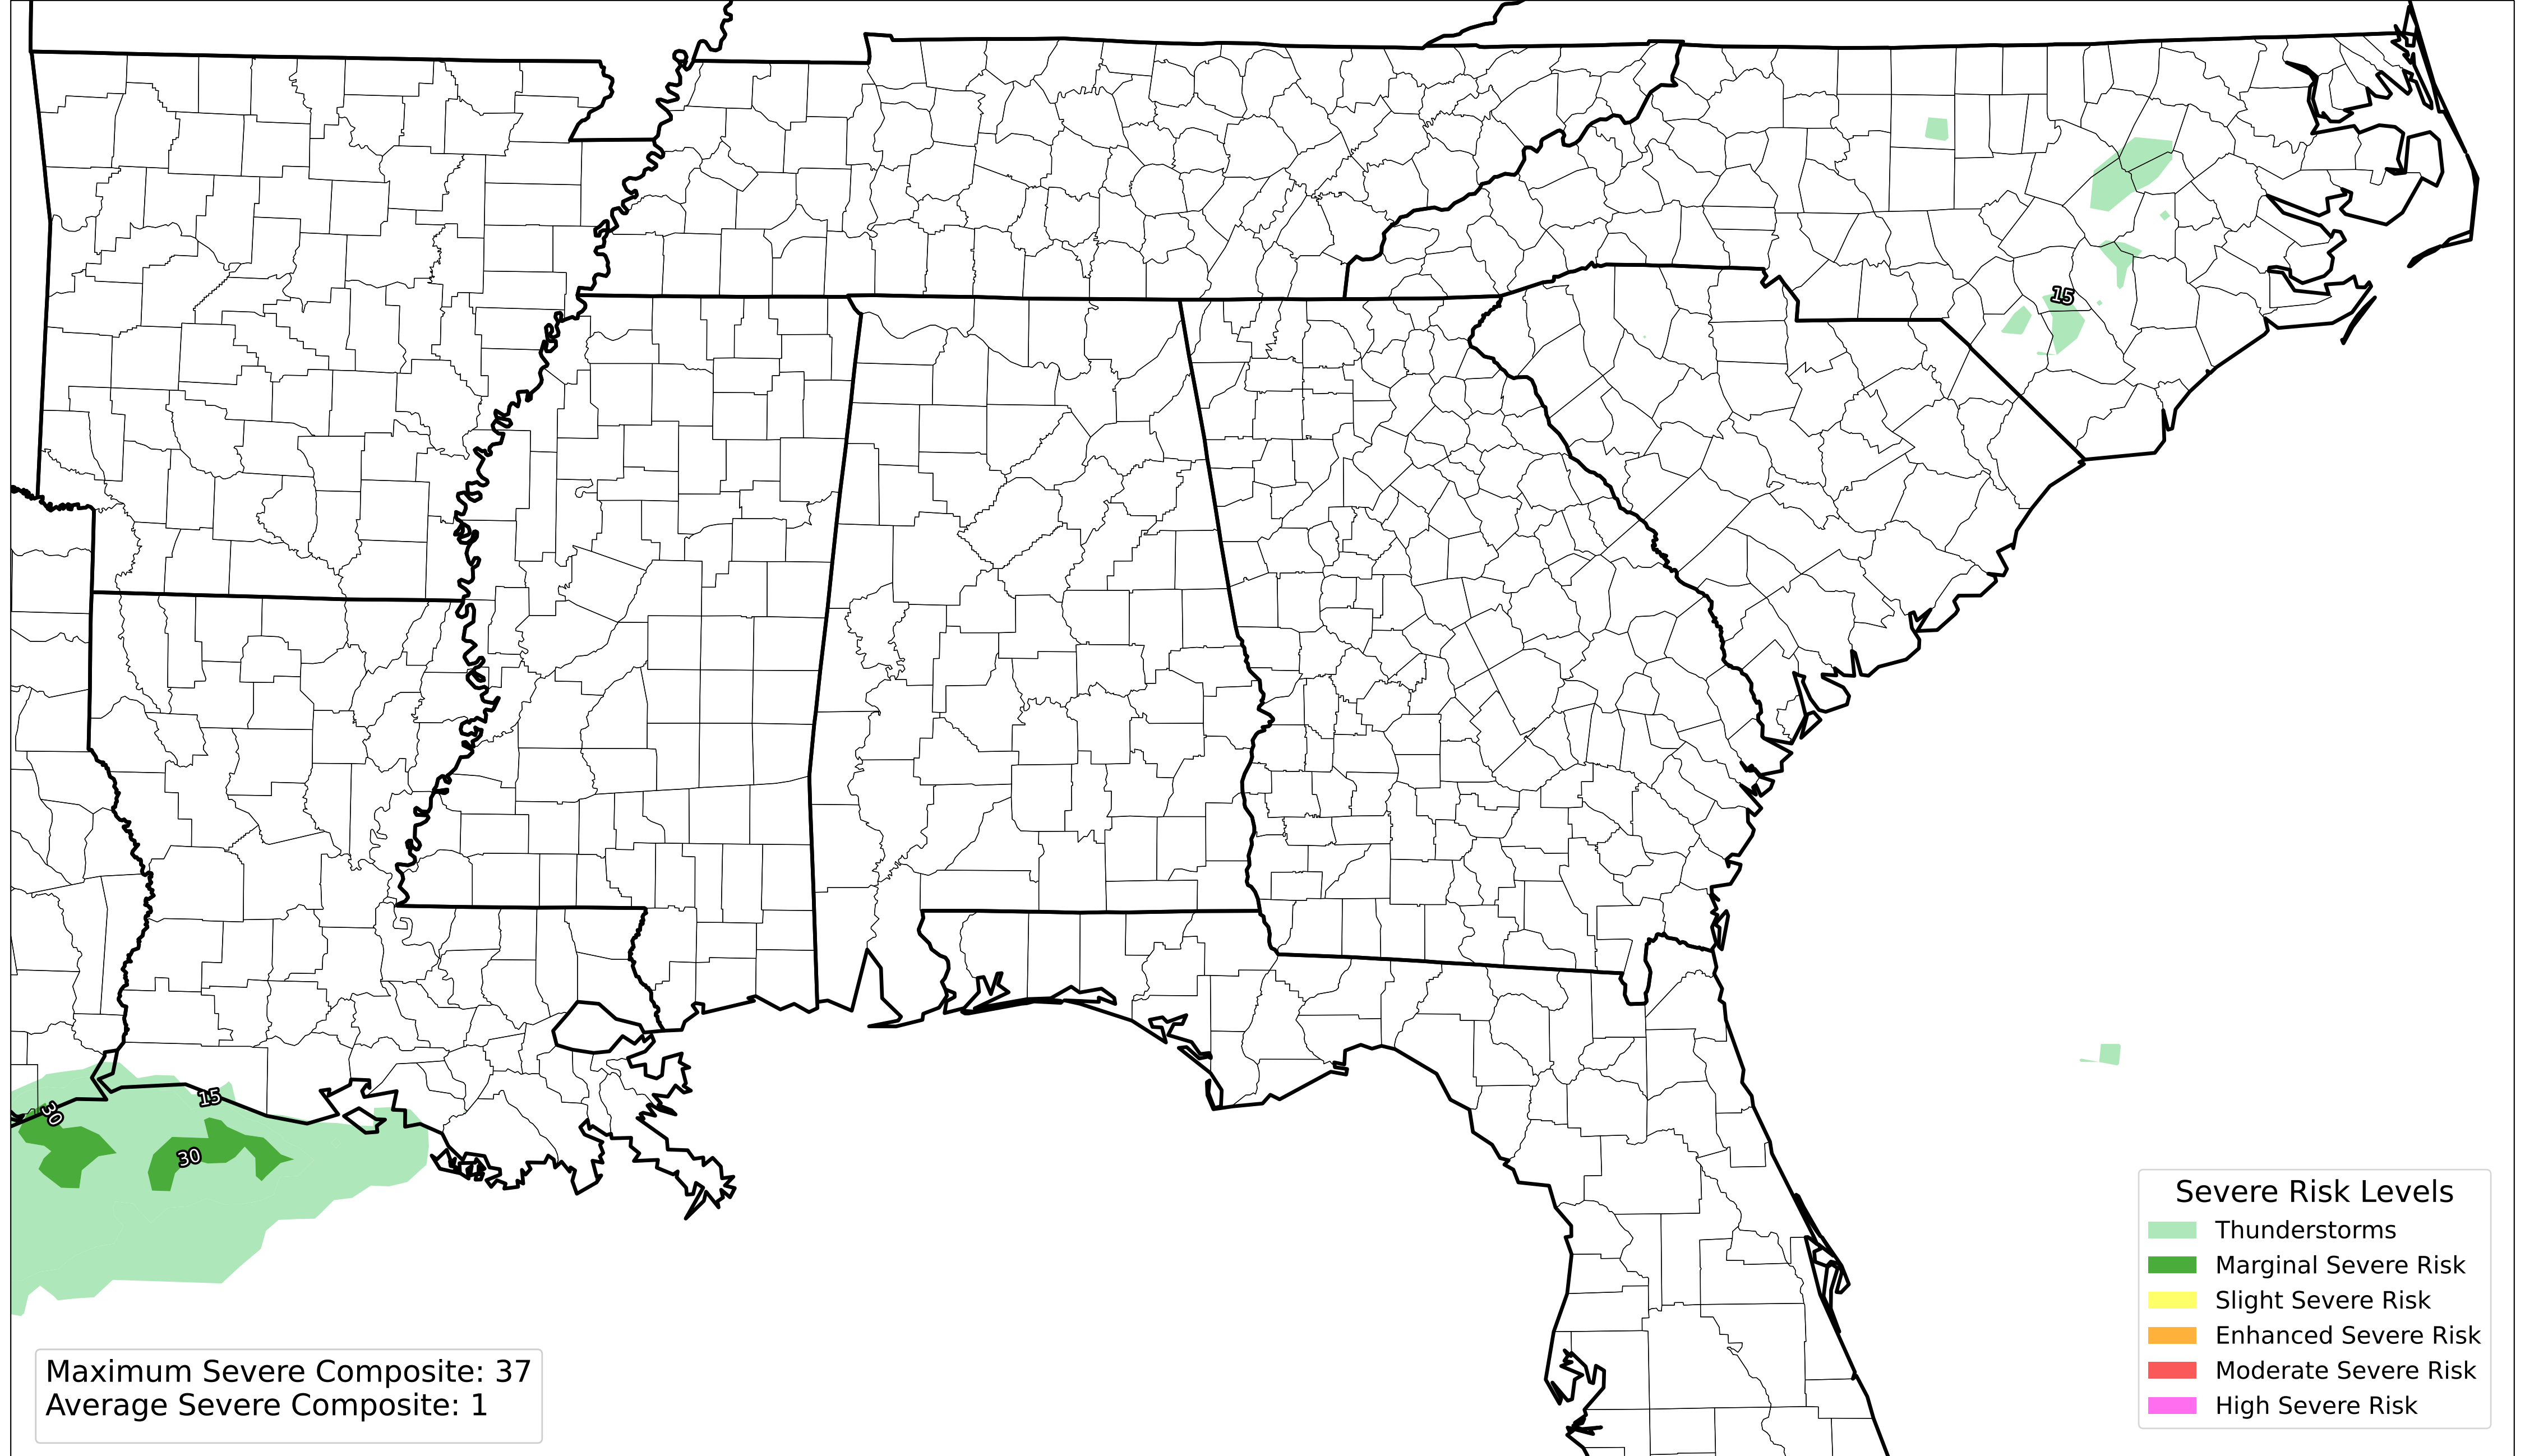 15
15
30
30
Severe Risk Levels
Thunderstorms
Marginal Severe Risk
Slight Severe Risk
Enhanced Severe Risk
Moderate Severe Risk
High Severe Risk
Maximum Severe Composite: 37
Average Severe Composite: 1